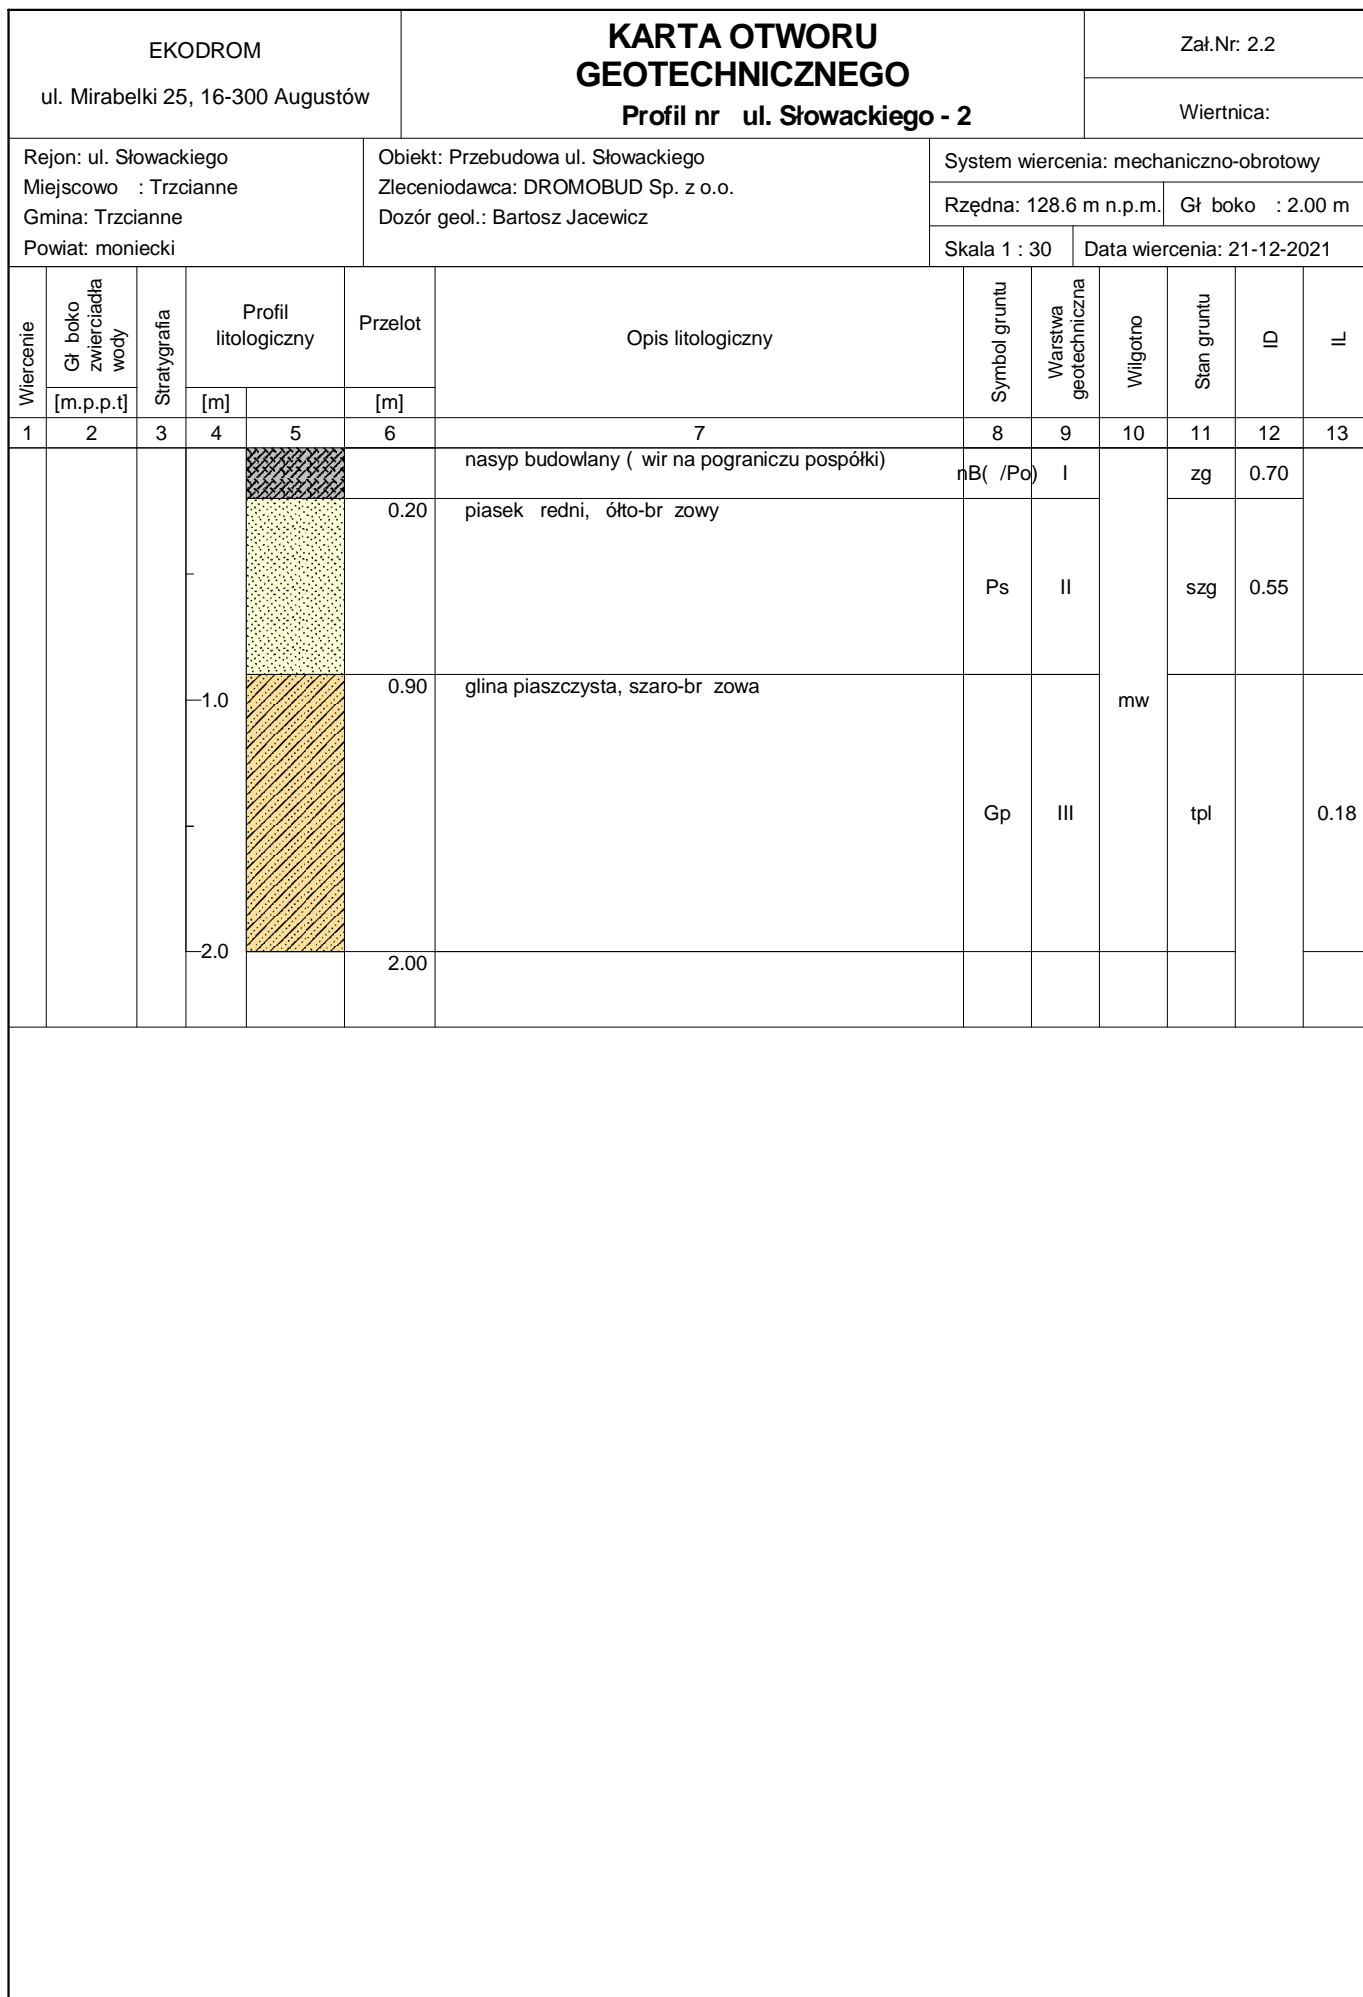 EKODROM
ul. Mirabelki 25, 16-300 Augustów
KARTA OTWORU
GEOTECHNICZNEGO
Profil nr ul. Słowackiego - 2
Zał.Nr: 2.2
Wiertnica:
Rejon: ul. Słowackiego
Miejscowo : Trzcianne
Gmina: Trzcianne
Powiat: moniecki
Obiekt: Przebudowa ul. Słowackiego
Zleceniodawca: DROMOBUD Sp. z o.o.
Dozór geol.: Bartosz Jacewicz
System wiercenia: mechaniczno-obrotowy
Rzędna: 128.6 m n.p.m. Gł boko : 2.00 m
Skala 1 : 30 Data wiercenia: 21-12-2021
Wiercenie
Gł boko
zwierciadła
wody
[m.p.p.t]
Stratygrafia
Profil
litologiczny
[m]
Przelot
[m]
Opis litologiczny
Symbol gruntu
Warstwa
geotechniczna
Wilgotno
Stan gruntu
ID
IL
1 2 3 4 5 6 7 8 9 10 11 12 13
nasyp budowlany ( wir na pograniczu pospółki) nB( /Po) I zg 0.70
0.20 piasek redni, ółto-br zowy
Ps II szg 0.55
0.90 glina piaszczysta, szaro-br zowa
1.0 mw
Gp III tpl 0.18
2.0
2.00